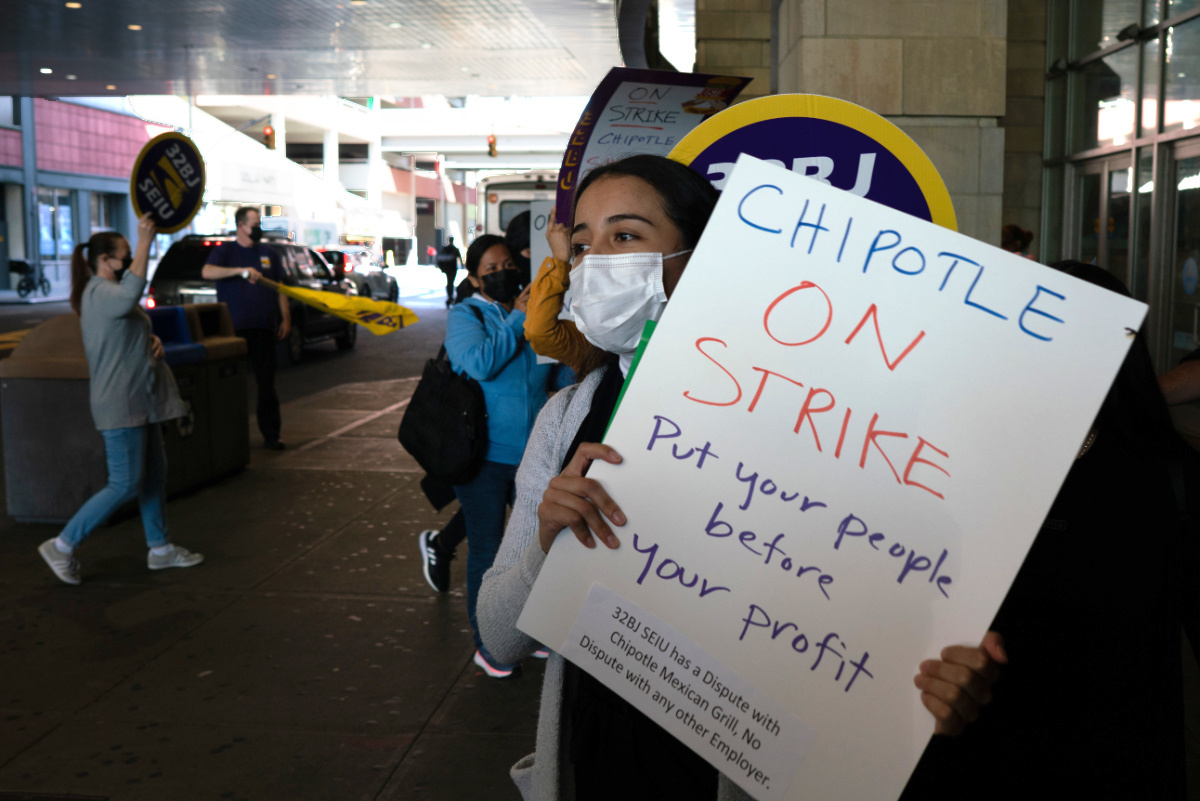 32BJ
SEIU
ON
STRIKE
CHIPOTLE
32BJ
CHIPOTLE
ON
STRIKE
Put your people
before
your profit
32BJ SEIU has a Dispute with
Chipotle Mexican Grill, No
Dispute with any other Employer.